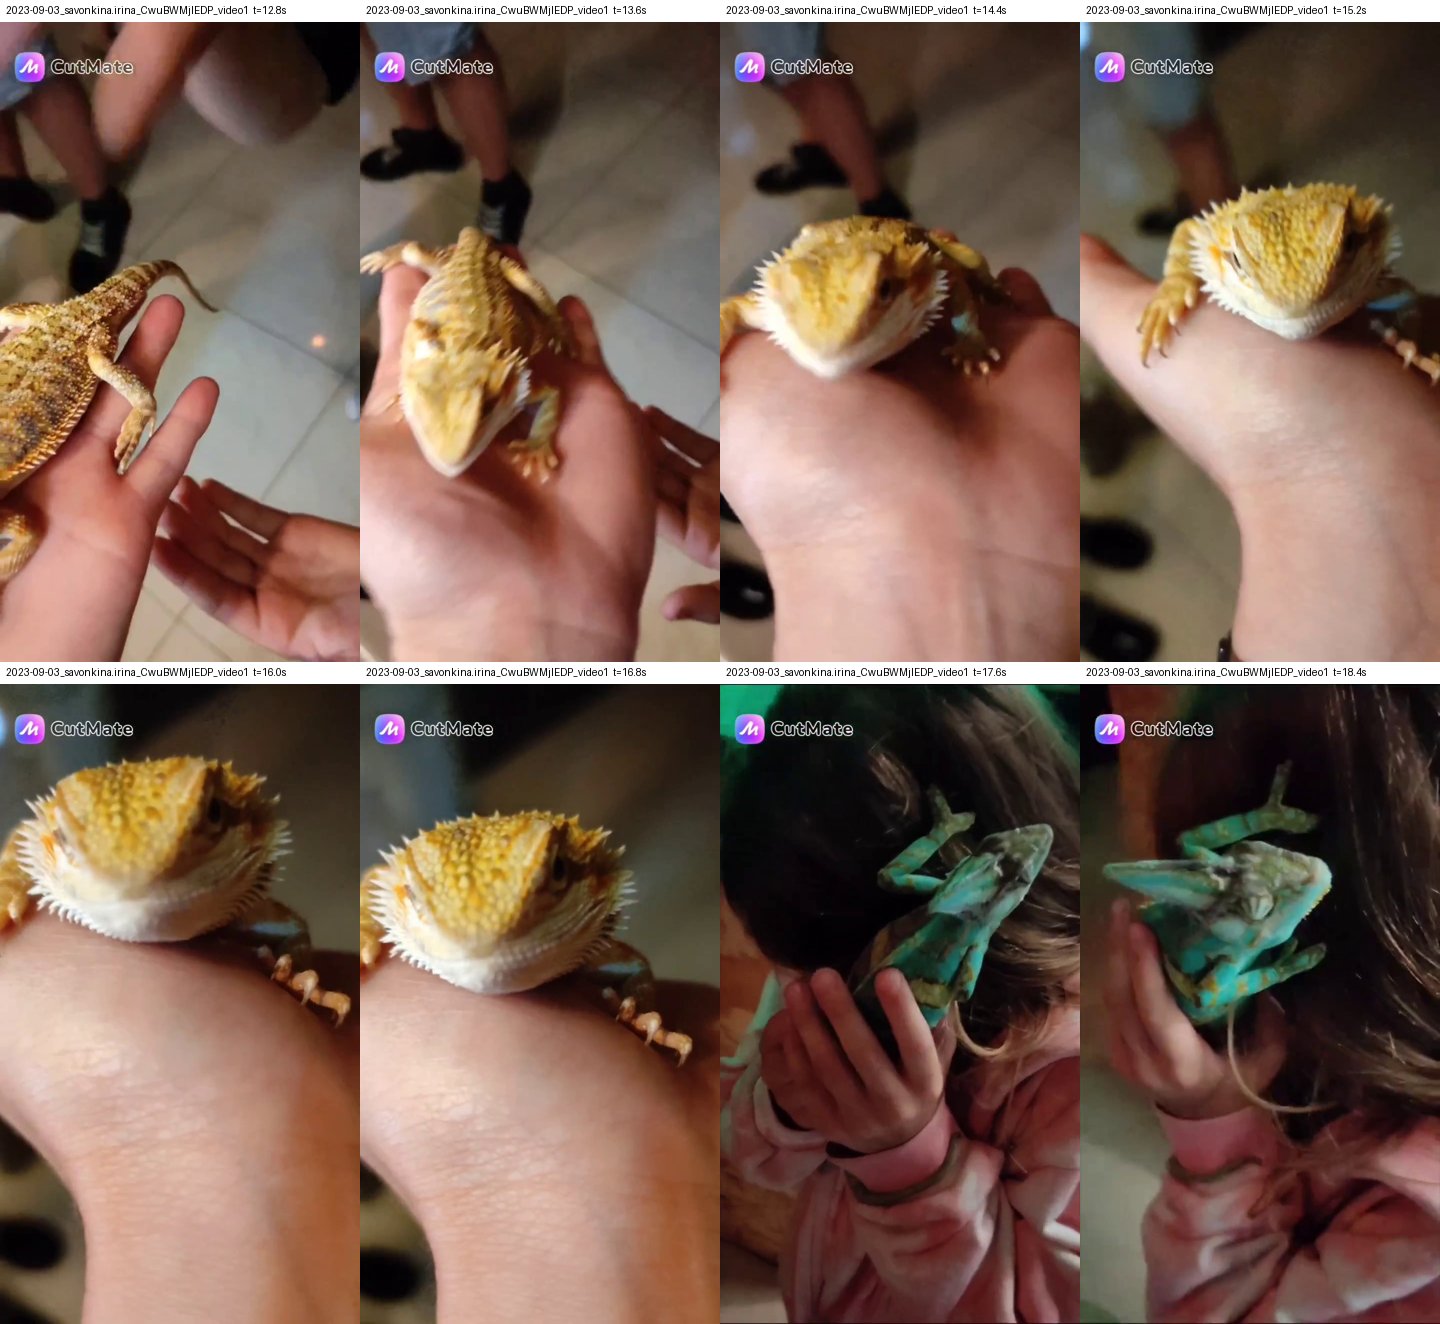 2023-09-03_savonkina.irina_CwuBWMjIEDP_video1 t=12.8s
2023-09-03_savonkina.irina_CwuBWMjIEDP_video1 t=13.6s
2023-09-03_savonkina.irina_CwuBWMjIEDP_video1 t=14.4s
2023-09-03_savonkina.irina_CwuBWMjIEDP_video1 t=15.2s
CutMate
CutMate
CutMate
CutMate
2023-09-03_savonkina.irina_CwuBWMjIEDP_video1 t=16.0s
2023-09-03_savonkina.irina_CwuBWMjIEDP_video1 t=16.8s
2023-09-03_savonkina.irina_CwuBWMjIEDP_video1 t=17.6s
2023-09-03_savonkina.irina_CwuBWMjIEDP_video1 t=18.4s
CutMate
CutMate
CutMate
CutMate